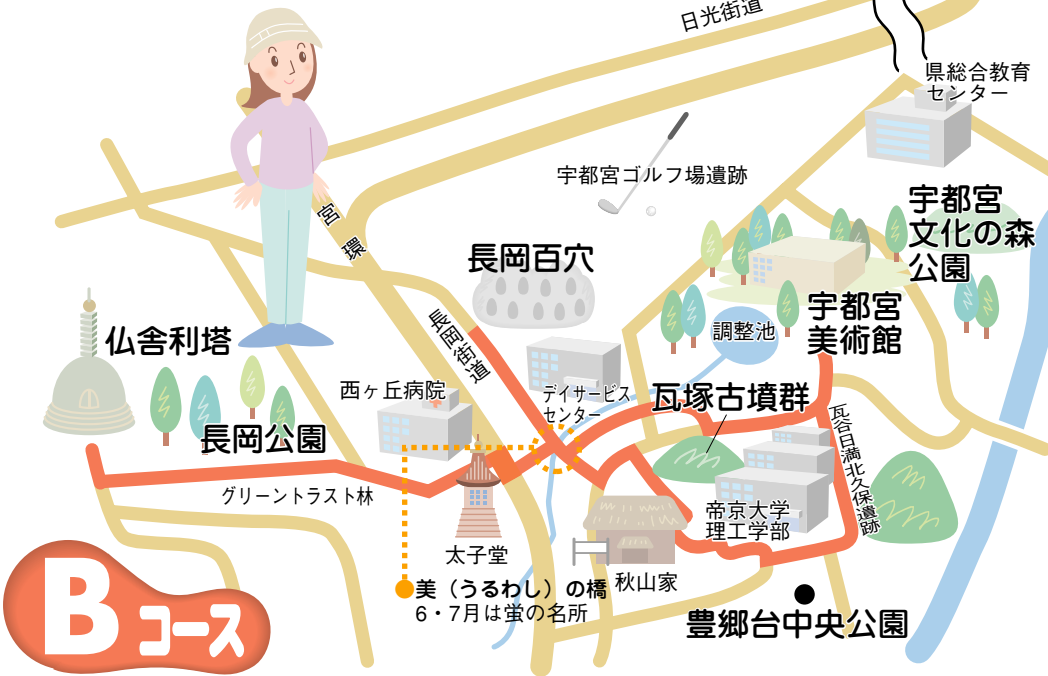 日光街道
県総合教育
センター
宇都宮ゴルフ場遺跡
宇都宮
文化の森
公園
宮環
長岡百穴
宇都宮
美術館
調整池
長岡街道
仏舎利塔
西ヶ丘病院
デイサービス
センター
瓦塚古墳群
瓦谷日満北久保遺跡
長岡公園
グリーントラスト林
帝京大学
理工学部
太子堂
秋山家
美（うるわし）の橋
6・7月は蛍の名所
豊郷台中央公園
Bコース